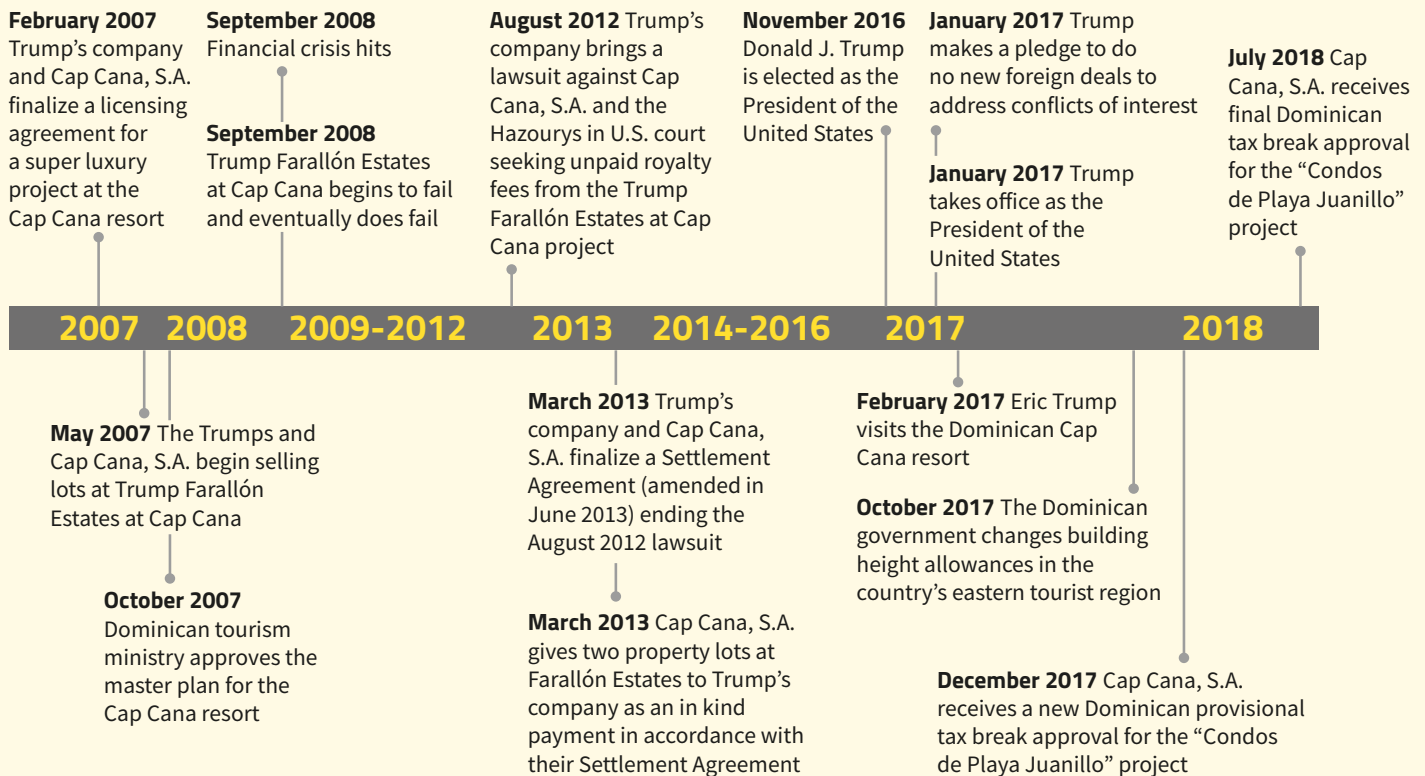 February 2007
Trump's company
and Cap Cana, S.A.
finalize a licensing
agreement for
a super luxury
project at the
Cap Cana resort
September 2008
Financial crisis hits
September 2008
Trump Farallón Estates
at Cap Cana begins to fail
and eventually does fail
August 2012 Trump's
company brings a
lawsuit against Cap
Cana, S.A. and the
Hazourys in U.S. court
seeking unpaid royalty
fees from the Trump
Farallón Estates at Cap
Cana project
November 2016
Donald J. Trump
is elected as the
President of the
United States
January 2017 Trump
makes a pledge to do
no new foreign deals to
address conflicts of interest
January 2017 Trump
takes office as the
President of the
United States
July 2018 Cap
Cana, S.A. receives
final Dominican
tax break approval
for the “Condos
de Playa Juanillo”
project
2007 2008 2009-2012 2013 2014-2016 2017 2018
May 2007 The Trumps and
Cap Cana, S.A. begin selling
lots at Trump Farallón
Estates at Cap Cana
October 2007
Dominican tourism
ministry approves the
master plan for the
Cap Cana resort
March 2013 Trump's
company and Cap Cana,
S.A. finalize a Settlement
Agreement (amended in
June 2013) ending the
August 2012 lawsuit
March 2013 Cap Cana, S.A.
gives two property lots at
Farallón Estates to Trump's
company as an in kind
payment in accordance with
their Settlement Agreement
February 2017 Eric Trump
visits the Dominican Cap
Cana resort
October 2017 The Dominican
government changes building
height allowances in the
country's eastern tourist region
December 2017 Cap Cana, S.A.
receives a new Dominican provisional
tax break approval for the “Condos
de Playa Juanillo” project